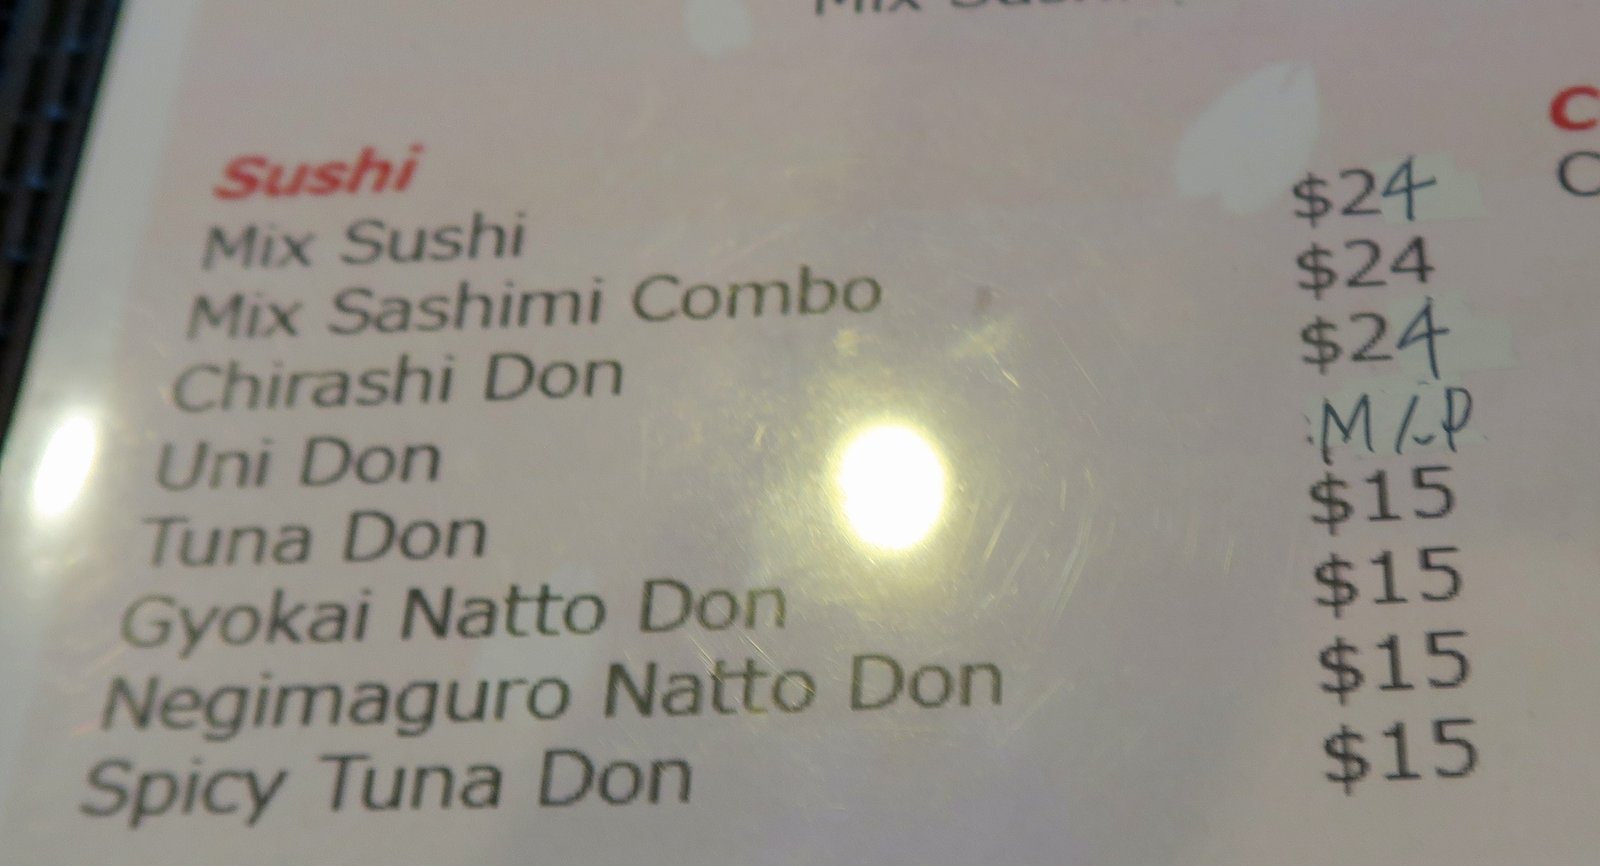 Sushi
Mix Sushi $24
Mix Sashimi Combo $24
Chirashi Don $24
Uni Don M/P
Tuna Don $15
Gyokai Natto Don $15
Negimaguro Natto Don $15
Spicy Tuna Don $15